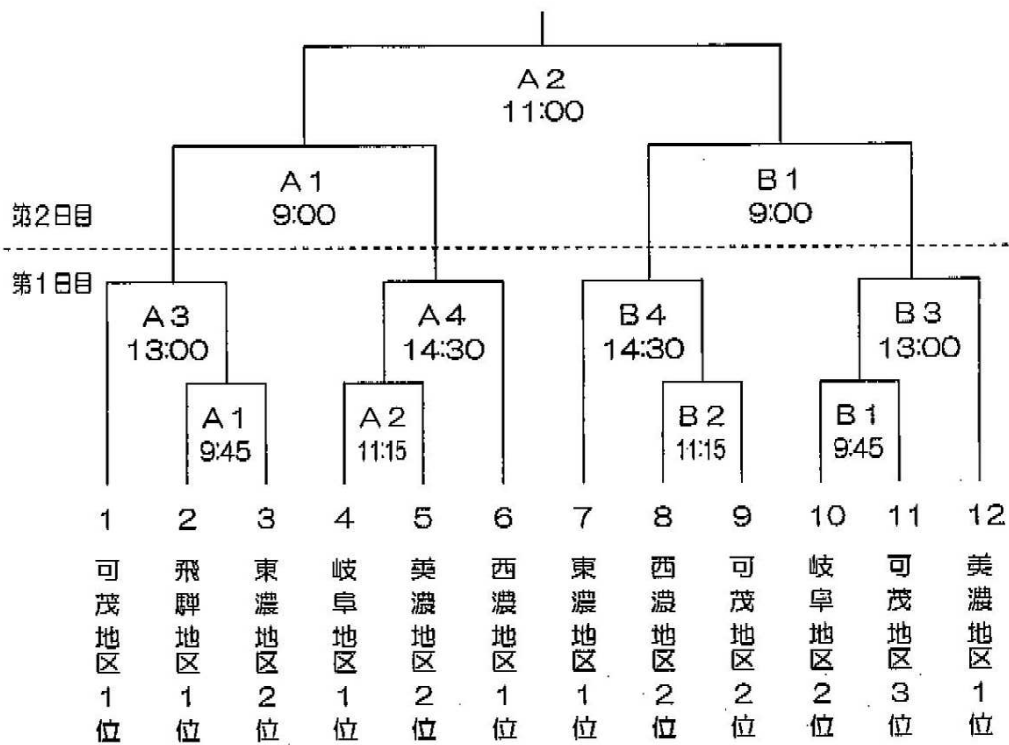 A2
11:00
A1
9:00
B1
9:00
第2日目
第1日目
A3
13:00
A4
14:30
B4
14:30
B3
13:00
A1
9:45
A2
11:15
B2
11:15
B1
9:45
1 2 3 4 5 6 7 8 9 10 11 12
可茂地区1位
飛騨地区1位
東濃地区2位
岐阜地区1位
美濃地区2位
西濃地区1位
東濃地区1位
西濃地区2位
可茂地区2位
岐阜地区2位
可茂地区3位
美濃地区1位